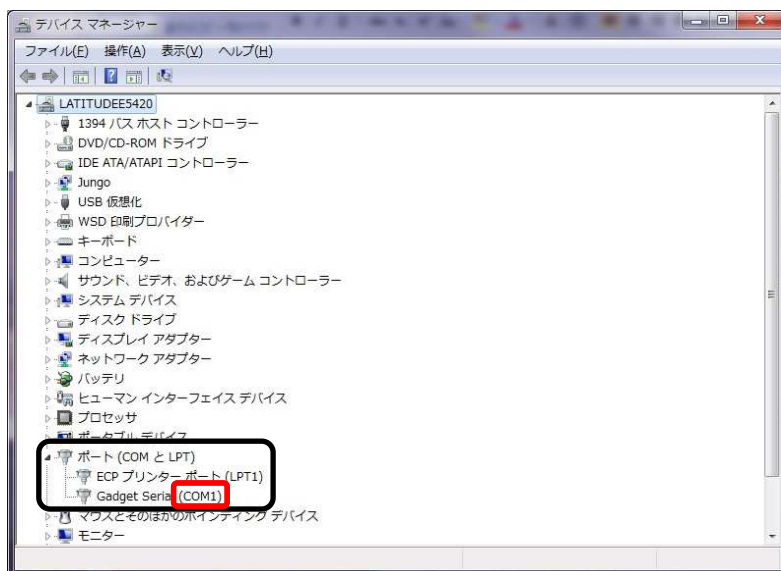 デバイス マネージャー
ファイル(F) 操作(A) 表示(V) ヘルプ(H)
LATITUDEE5420
1394 バス ホスト コントローラー
DVD/CD-ROM ドライブ
IDE ATA/ATAPI コントローラー
Jungo
USB 仮想化
WSD 印刷プロバイダー
キーボード
コンピューター
サウンド、ビデオ、およびゲーム コントローラー
システム デバイス
ディスク ドライブ
ディスプレイ アダプター
ネットワーク アダプター
バッテリ
ヒューマン インターフェイス デバイス
プロセッサ
ポータブル デバイス
ポート (COM と LPT)
ECP プリンター ポート (LPT1)
Gadget Serial (COM1)
マウスとそのほかのポインティング デバイス
モニター